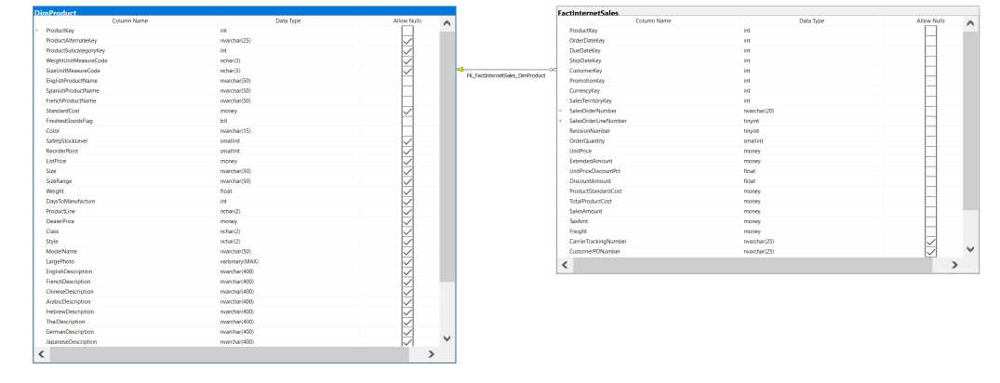 DimProduct
Column Name Data Type Allow Nulls
ProductKey int
ProductAlternateKey nvarchar(25)
ProductSubcategoryKey int
WeightUnitMeasureCode nchar(3)
SizeUnitMeasureCode nchar(3)
EnglishProductName nvarchar(50)
SpanishProductName nvarchar(50)
FrenchProductName nvarchar(50)
StandardCost money
FinishedGoodsFlag bit
Color nvarchar(15)
SafetyStockLevel smallint
ReorderPoint smallint
ListPrice money
Size nvarchar(50)
SizeRange nvarchar(50)
Weight float
DaysToManufacture int
ProductLine nchar(2)
DealerPrice money
Class nchar(2)
Style nchar(2)
ModelName nvarchar(50)
LargePhoto varbinary(MAX)
EnglishDescription nvarchar(400)
FrenchDescription nvarchar(400)
ChineseDescription nvarchar(400)
ArabicDescription nvarchar(400)
HebrewDescription nvarchar(400)
ThaiDescription nvarchar(400)
GermanDescription nvarchar(400)
JapaneseDescription nvarchar(400)
FK_FactInternetSales_DimProduct
FactInternetSales
Column Name Data Type Allow Nulls
ProductKey int
OrderDateKey int
DueDateKey int
ShipDateKey int
CustomerKey int
PromotionKey int
CurrencyKey int
SalesTerritoryKey int
SalesOrderNumber nvarchar(20)
SalesOrderLineNumber tinyint
RevisionNumber tinyint
OrderQuantity smallint
UnitPrice money
ExtendedAmount money
UnitPriceDiscountPct float
DiscountAmount float
ProductStandardCost money
TotalProductCost money
SalesAmount money
TaxAmt money
Freight money
CarrierTrackingNumber nvarchar(25)
CustomerPONumber nvarchar(25)